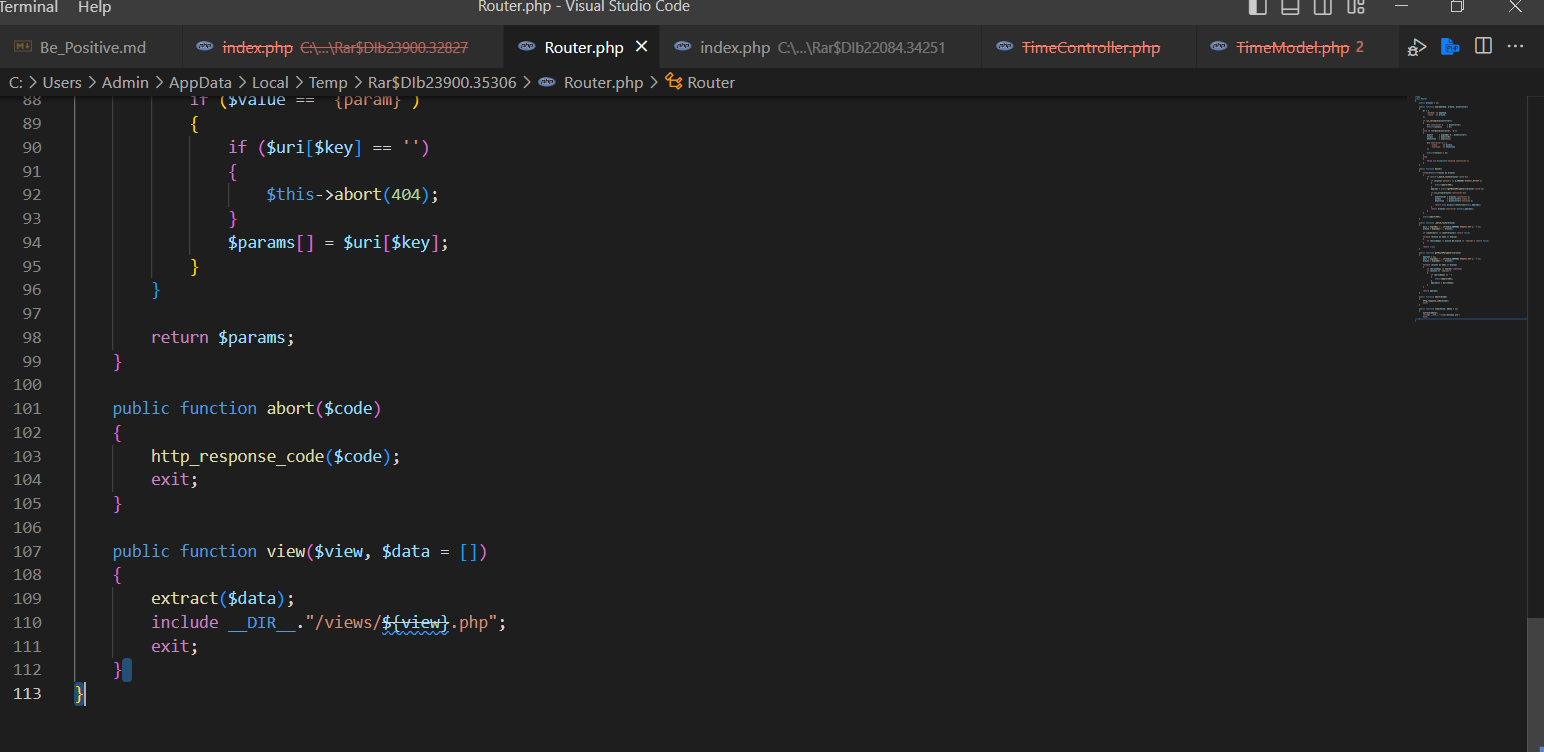 Terminal Help Router.php - Visual Studio Code
Be_Positive.md index.php C:\...\Rar$DIb23900.32827 Router.php index.php C:\...\Rar$DIb22084.34251 TimeController.php TimeModel.php 2
C: > Users > Admin > AppData > Local > Temp > Rar$DIb23900.35306 > Router.php > Router
88 if ($value == '{param}')
89 {
90 if ($uri[$key] == '')
91 {
92 $this->abort(404);
93 }
94 $params[] = $uri[$key];
95 }
96 }
97
98 return $params;
99 }
100
101 public function abort($code)
102 {
103 http_response_code($code);
104 exit;
105 }
106
107 public function view($view, $data = [])
108 {
109 extract($data);
110 include __DIR__."/views/${view}.php";
111 exit;
112 }
113 }